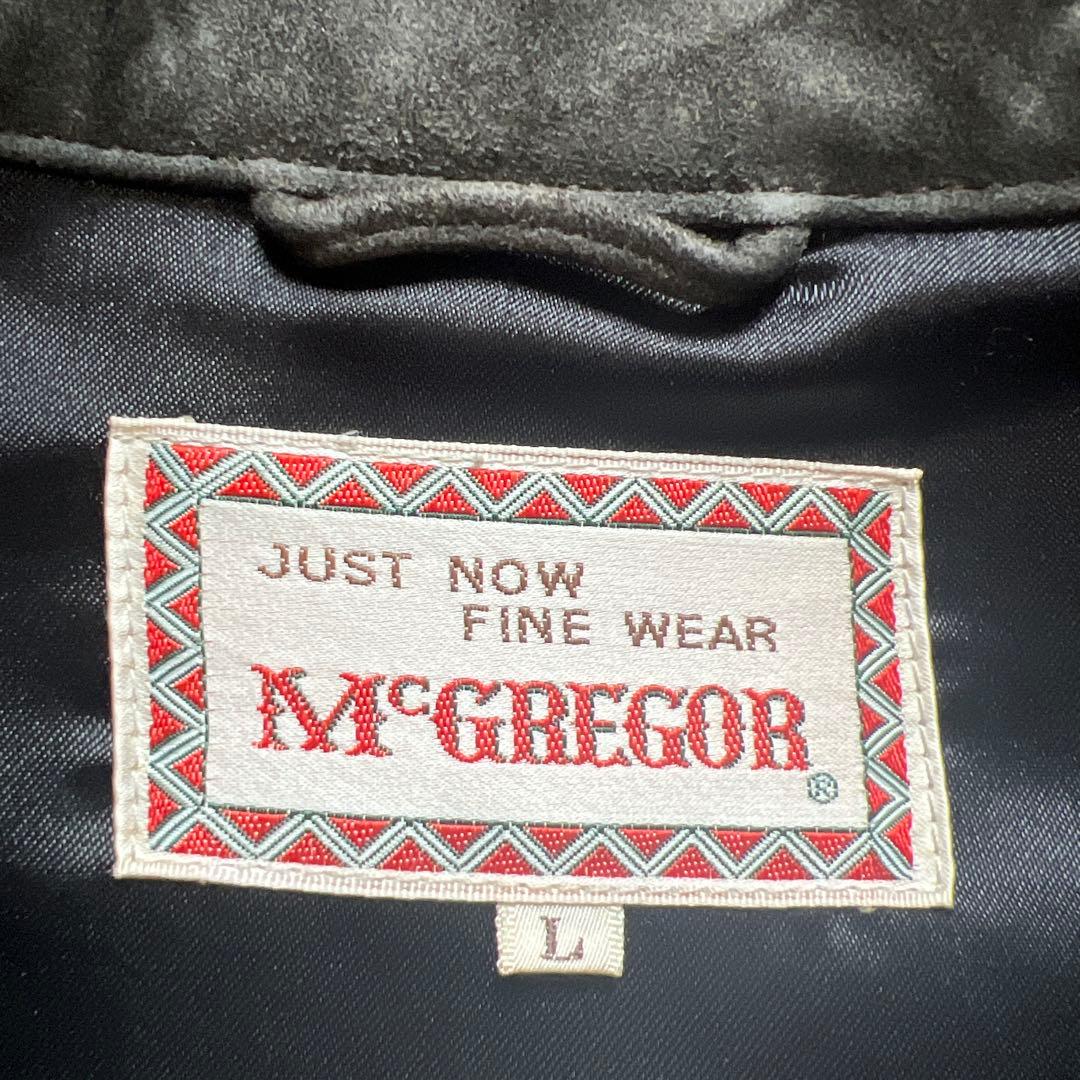 JUST NOW
FINE WEAR
McGREGOR
®
L